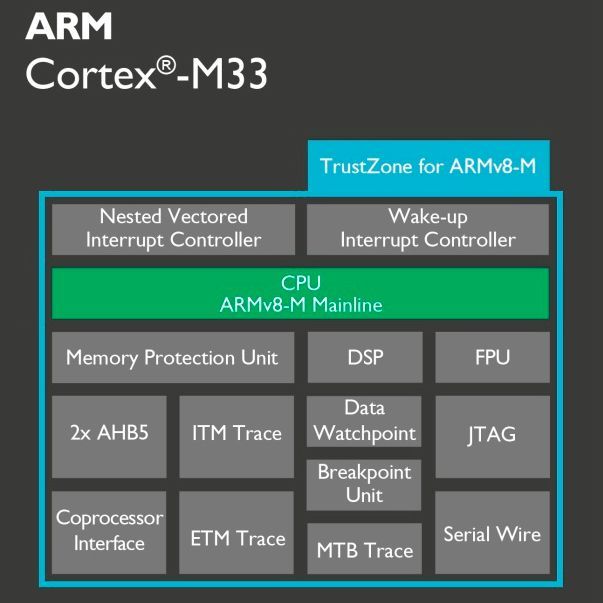 ARM
Cortex®-M33
TrustZone for ARMv8-M
Nested Vectored
Interrupt Controller
Wake-up
Interrupt Controller
CPU
ARMv8-M Mainline
Memory Protection Unit
DSP
FPU
2x AHB5
ITM Trace
Data
Watchpoint
JTAG
Breakpoint
Unit
Coprocessor
Interface
ETM Trace
MTB Trace
Serial Wire